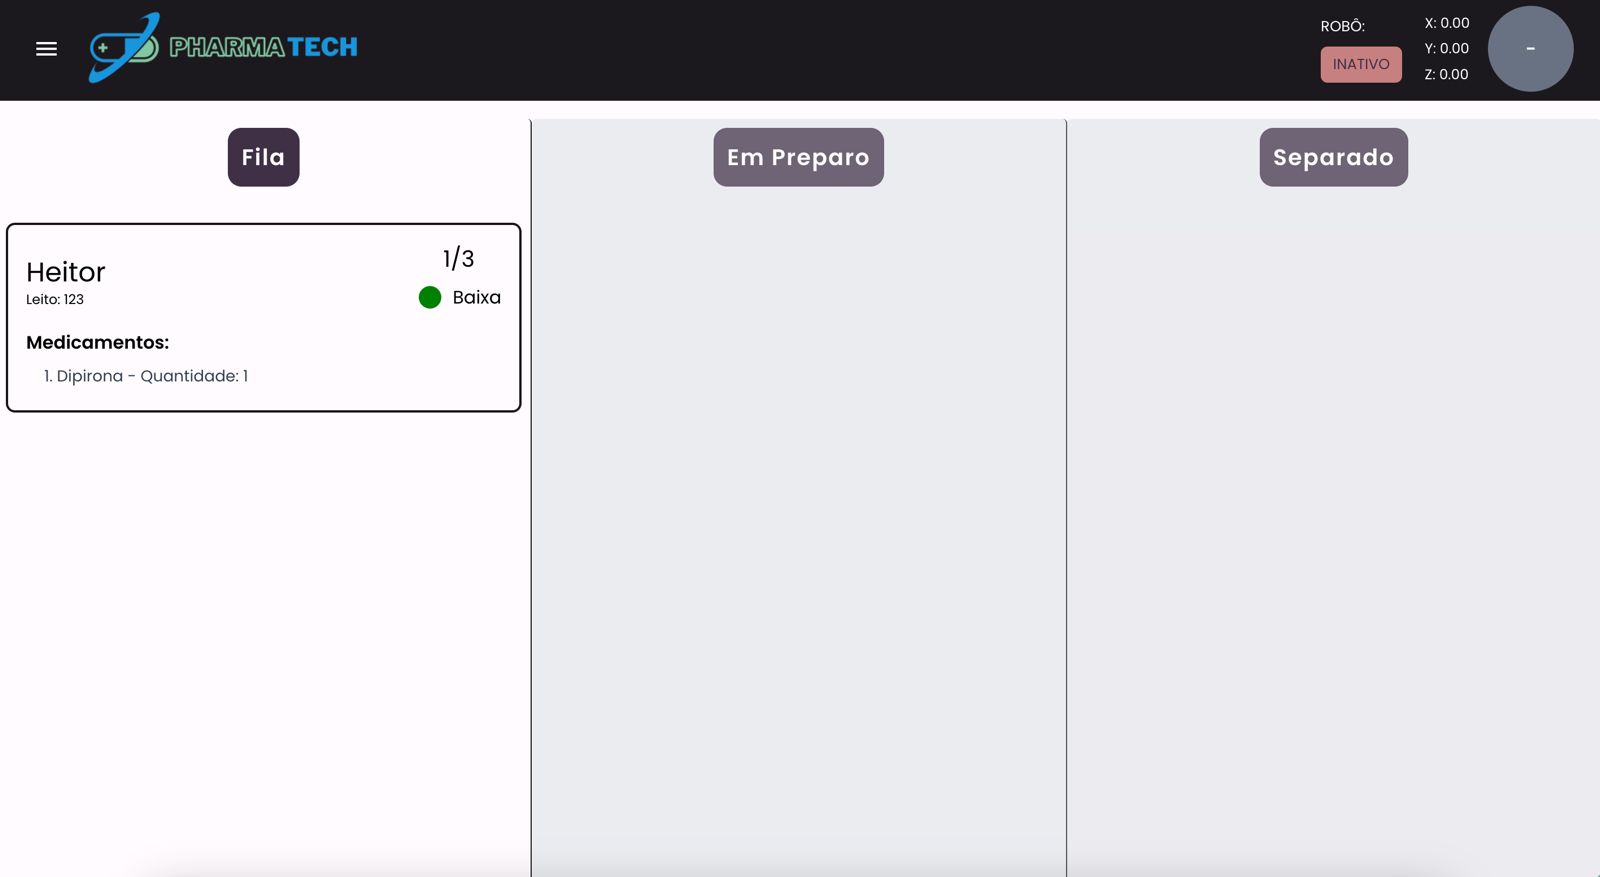 PHARMATECH
ROBÔ:
INATIVO
X: 0.00
Y: 0.00
Z: 0.00
-
Fila
Em Preparo
Separado
Heitor
Leito: 123
1/3
Baixa
Medicamentos:
1. Dipirona - Quantidade: 1